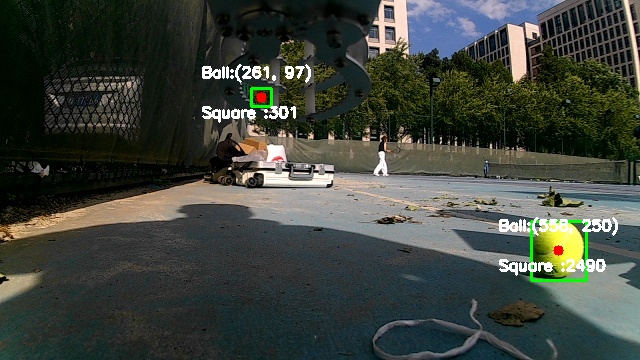 Ball:(261, 97)
Square :301
Ball:(558, 250)
Square :2490